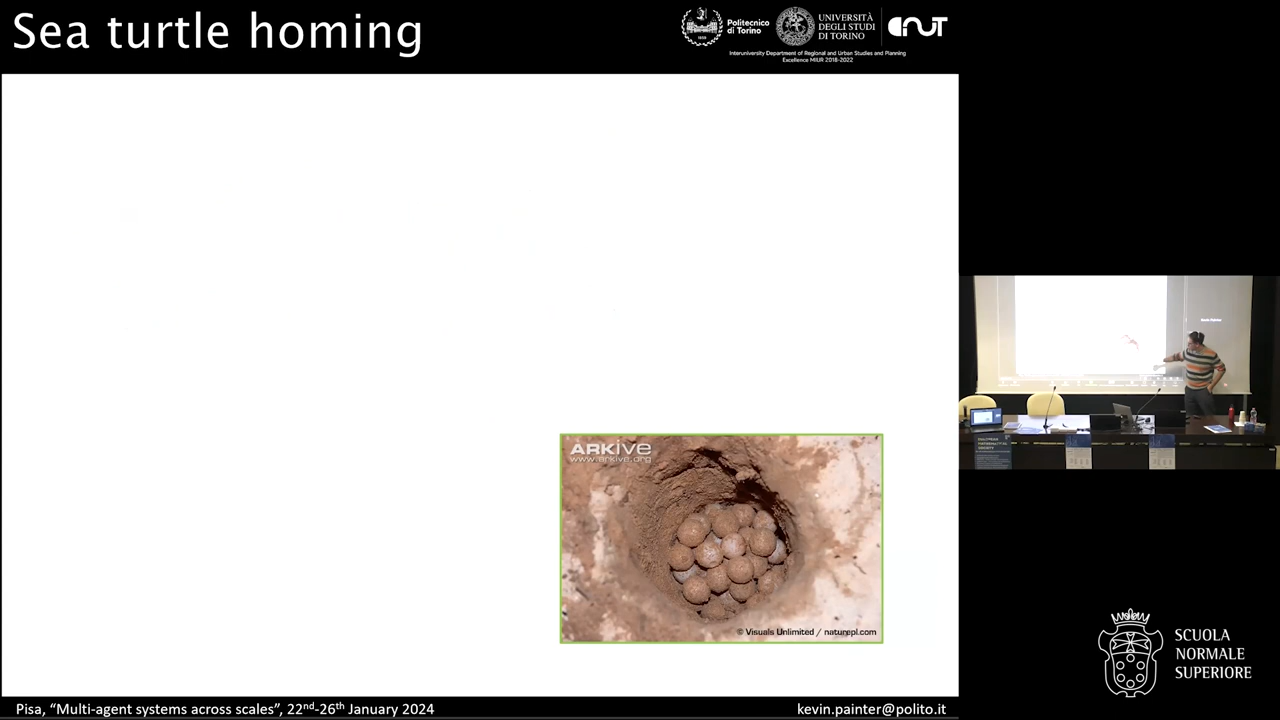 Sea turtle homing
Politecnico
di Torino
1859
UNIVERSITÀ
DEGLI STUDI
DI TORINO
Interuniversity Department of Regional and Urban Studies and Planning
Excellence MIUR 2018-2022
ARKive
www.arkive.org
© Visuals Unlimited / naturepl.com
SCUOLA
NORMALE
SUPERIORE
Pisa, "Multi-agent systems across scales", 22nd-26th January 2024
kevin.painter@polito.it